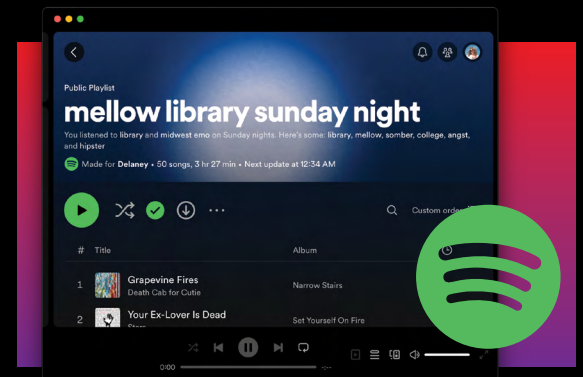 Public Playlist
mellow library sunday night
You listened to library and midwest emo on Sunday nights. Here's some: library, mellow, somber, college, angst,
and hipster
Made for Delaney • 50 songs, 3 hr 27 min • Next update at 12:34 AM
Custom order
# Title Album
1 Grapevine Fires Narrow Stairs
Death Cab for Cutie
2 Your Ex-Lover Is Dead Set Yourself On Fire
Stars
0:00 -:--